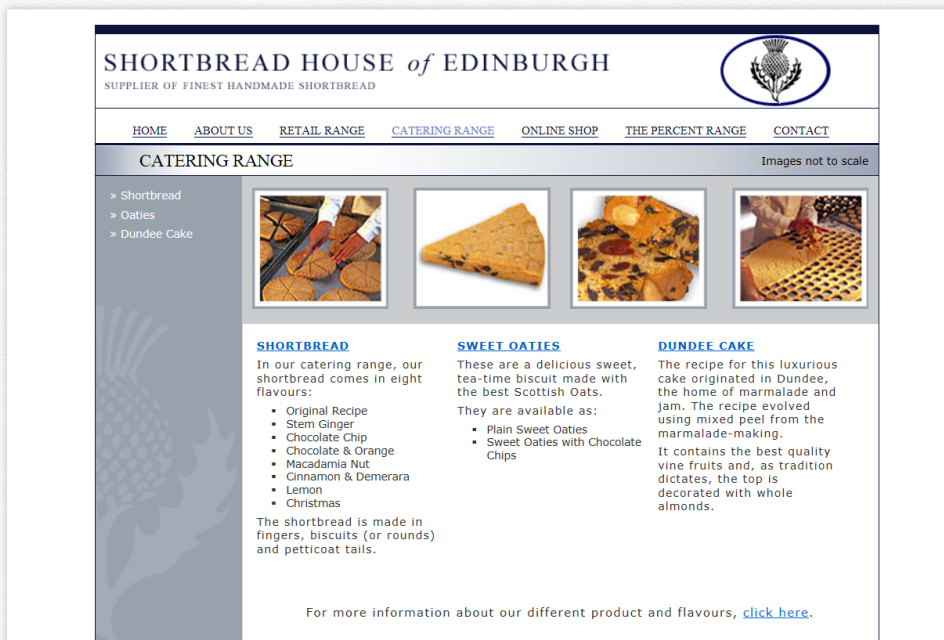 SHORTBREAD HOUSE of EDINBURGH
SUPPLIER OF FINEST HANDMADE SHORTBREAD
HOME ABOUT US RETAIL RANGE CATERING RANGE ONLINE SHOP THE PERCENT RANGE CONTACT
CATERING RANGE
Images not to scale
» Shortbread
» Oaties
» Dundee Cake
SHORTBREAD
In our catering range, our
shortbread comes in eight
flavours:
▪ Original Recipe
▪ Stem Ginger
▪ Chocolate Chip
▪ Chocolate & Orange
▪ Macadamia Nut
▪ Cinnamon & Demerara
▪ Lemon
▪ Christmas
The shortbread is made in
fingers, biscuits (or rounds)
and petticoat tails.
SWEET OATIES
These are a delicious sweet,
tea-time biscuit made with
the best Scottish Oats.
They are available as:
▪ Plain Sweet Oaties
▪ Sweet Oaties with Chocolate
Chips
DUNDEE CAKE
The recipe for this luxurious
cake originated in Dundee,
the home of marmalade and
jam. The recipe evolved
using mixed peel from the
marmalade-making.
It contains the best quality
vine fruits and, as tradition
dictates, the top is
decorated with whole
almonds.
For more information about our different product and flavours, click here.